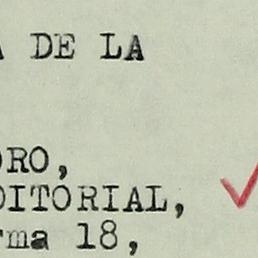 A DE LA
ORO,
DITORIAL,
rma 18,